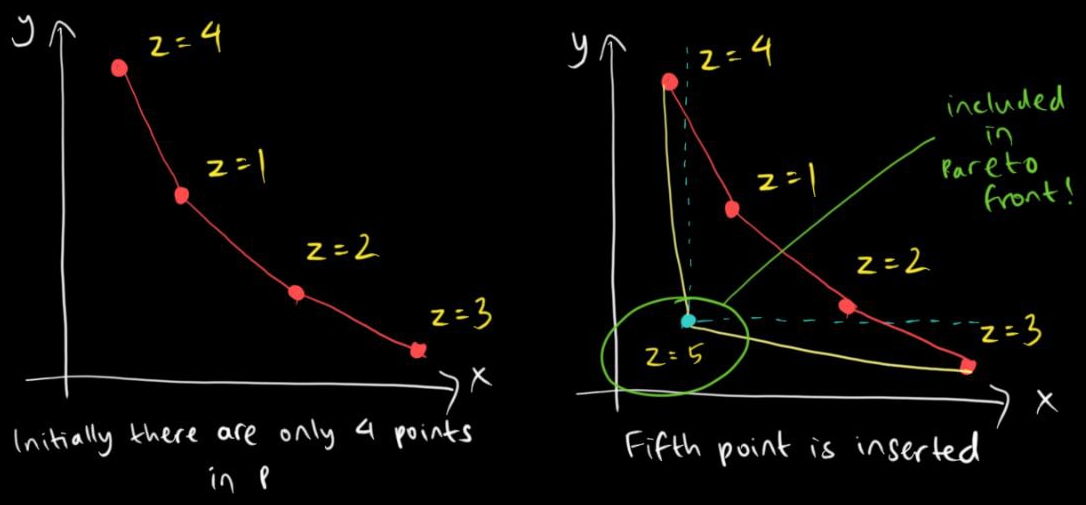 y
z = 4
z = 1
z = 2
z = 3
x
Initially there are only 4 points
in P
y
z = 4
included
in
Pareto
front!
z = 1
z = 2
z = 3
z = 5
x
Fifth point is inserted